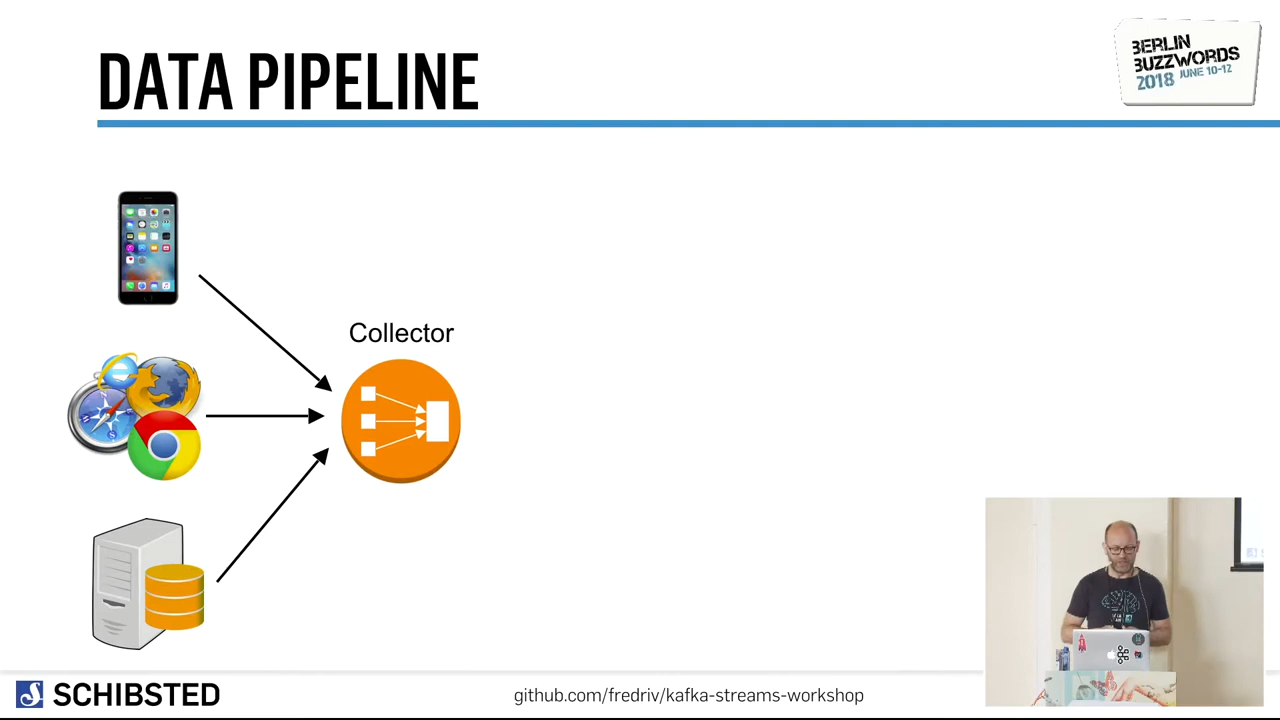 DATA PIPELINE
BERLIN
BUZZWORDS
2018 JUNE 10-12
Collector
SCHIBSTED
github.com/fredriv/kafka-streams-workshop